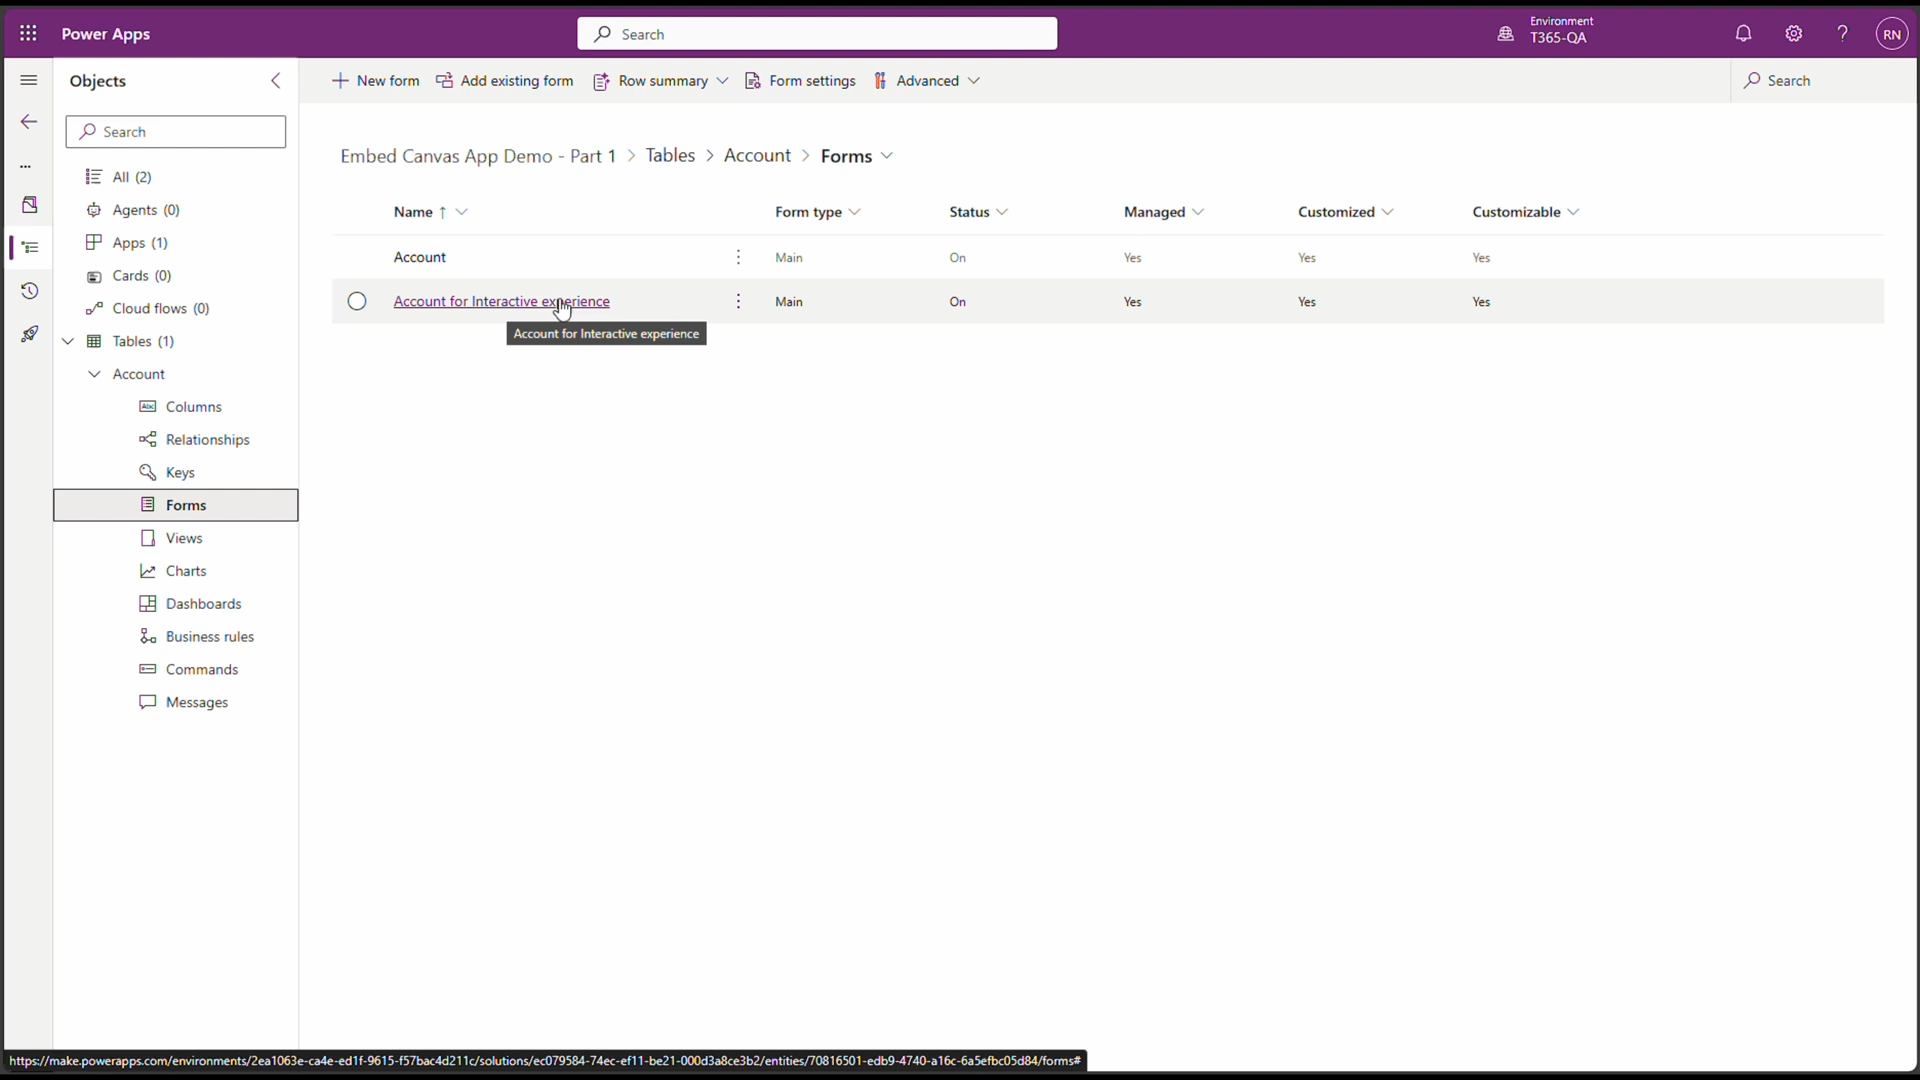 Power Apps
Search
Environment
T365-QA
RN
Objects
New form
Add existing form
Row summary
Form settings
Advanced
Search
Search
All (2)
Agents (0)
Apps (1)
Cards (0)
Cloud flows (0)
Tables (1)
Account
Columns
Relationships
Keys
Forms
Views
Charts
Dashboards
Business rules
Commands
Messages
Embed Canvas App Demo - Part 1 > Tables > Account > Forms
Name ↑ Form type Status Managed Customized Customizable
Account Main On Yes Yes Yes
Account for Interactive experience Main On Yes Yes Yes
Account for Interactive experience
https://make.powerapps.com/environments/2ea1063e-ca4e-ed1f-9615-f57bac4d211c/solutions/ec079584-74ec-ef11-be21-000d3a8ce3b2/entities/70816501-edb9-4740-a16c-6a5efbc05d84/forms#